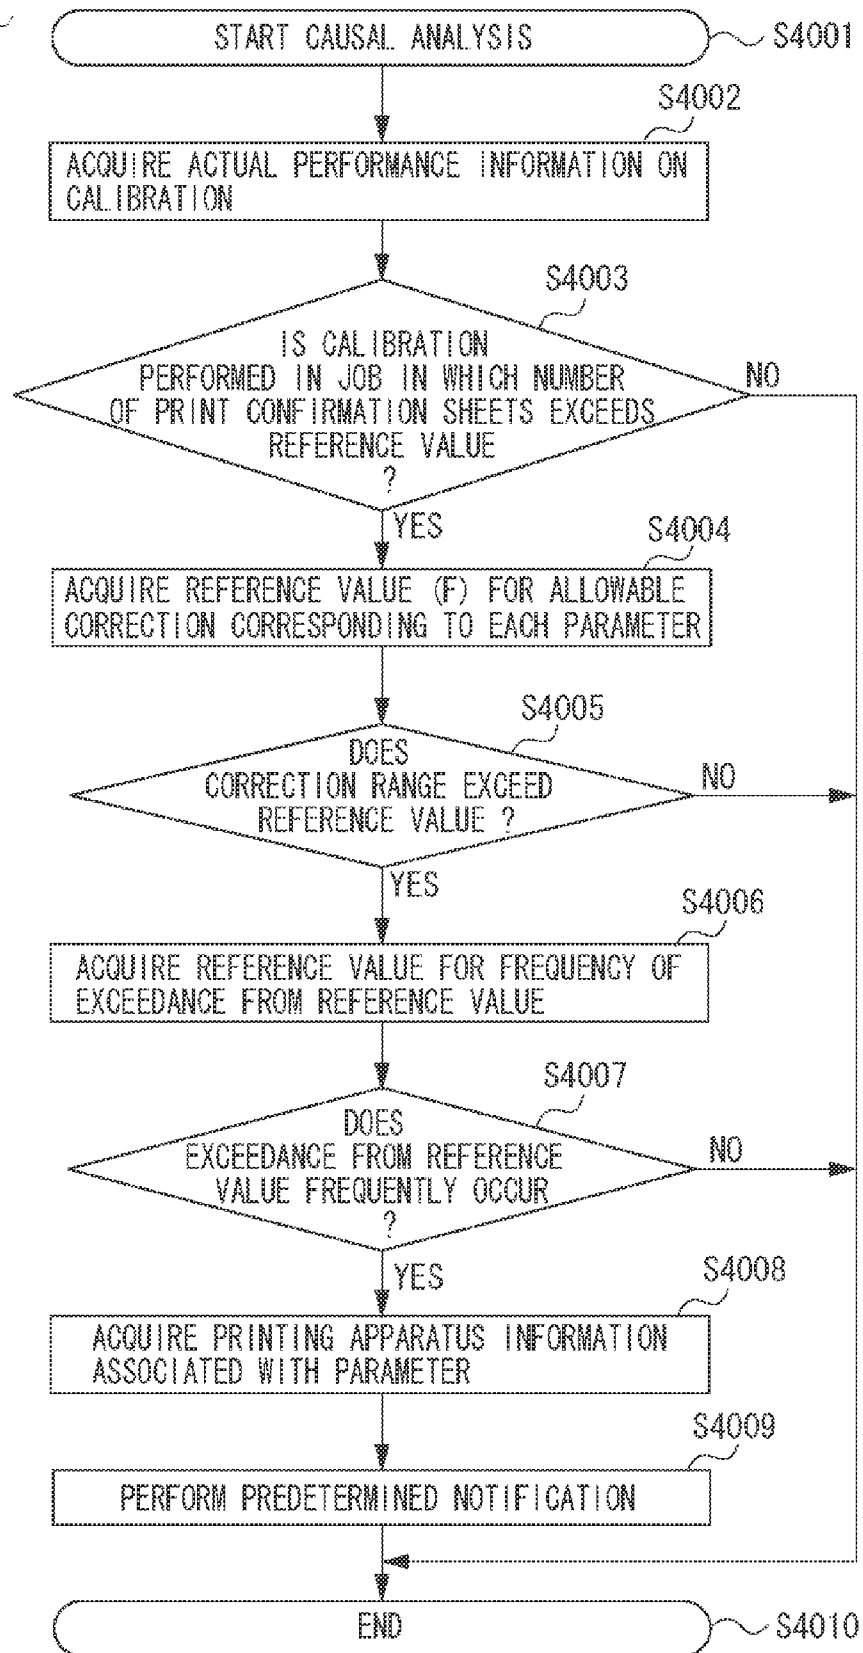 START CAUSAL ANALYSIS
S4001
S4002
ACQUIRE ACTUAL PERFORMANCE INFORMATION ON
CALIBRATION
S4003
IS CALIBRATION
PERFORMED IN JOB IN WHICH NUMBER
OF PRINT CONFIRMATION SHEETS EXCEEDS
REFERENCE VALUE
?
NO
YES
S4004
ACQUIRE REFERENCE VALUE (F) FOR ALLOWABLE
CORRECTION CORRESPONDING TO EACH PARAMETER
S4005
DOES
CORRECTION RANGE EXCEED
REFERENCE VALUE ?
NO
YES
S4006
ACQUIRE REFERENCE VALUE FOR FREQUENCY OF
EXCEEDANCE FROM REFERENCE VALUE
S4007
DOES
EXCEEDANCE FROM REFERENCE
VALUE FREQUENTLY OCCUR
?
NO
YES
S4008
ACQUIRE PRINTING APPARATUS INFORMATION
ASSOCIATED WITH PARAMETER
S4009
PERFORM PREDETERMINED NOTIFICATION
END
S4010